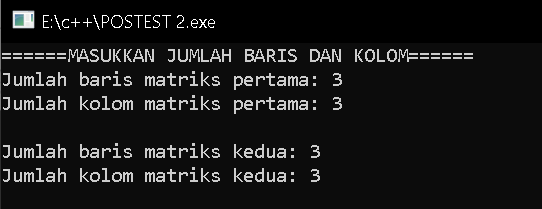 E:\c++\POSTEST 2.exe
======MASUKKAN JUMLAH BARIS DAN KOLOM======
Jumlah baris matriks pertama: 3
Jumlah kolom matriks pertama: 3
Jumlah baris matriks kedua: 3
Jumlah kolom matriks kedua: 3